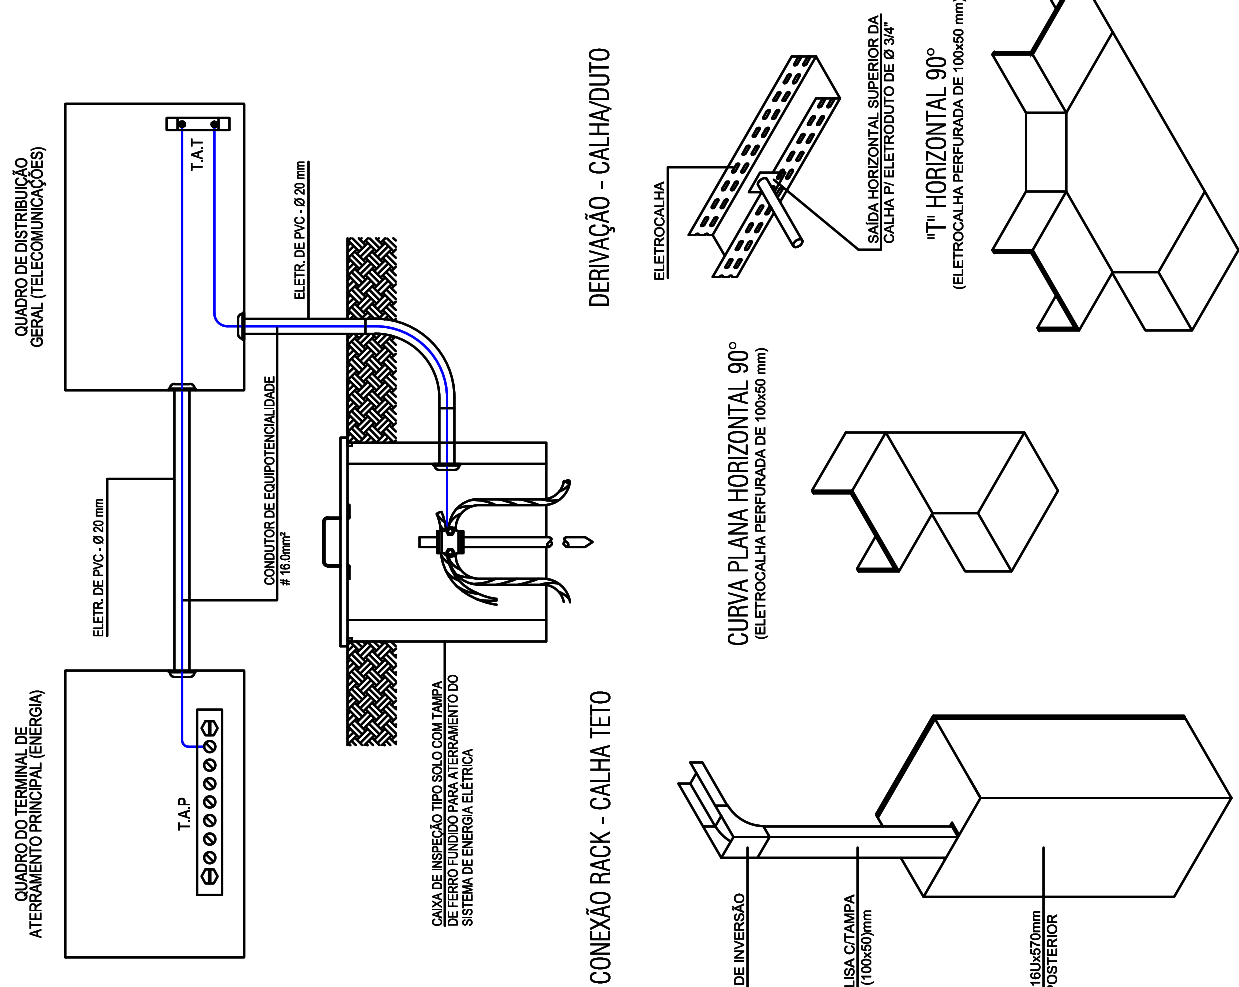 QUADRO DO TERMINAL DE
ATERRAMENTO PRINCIPAL (ENERGIA)
T.A.P
ELETR. DE PVC - Ø 20 mm
QUADRO DE DISTRIBUIÇÃO
GERAL (TELECOMUNICAÇÕES)
T.A.T
CONDUTOR DE EQUIPOTENCIALIDADE
# 16.0mm²
ELETR. DE PVC - Ø 20 mm
CAIXA DE INSPEÇÃO TIPO SOLO COM TAMPA
DE FERRO FUNDIDO PARA ATERRAMENTO DO
SISTEMA DE ENERGIA ELÉTRICA
CONEXÃO RACK - CALHA TETO
DE INVERSÃO
LISA C/TAMPA
(100x50)mm
16Ux570mm
POSTERIOR
DERIVAÇÃO - CALHA\/DUTO
ELETROCALHA
SAÍDA HORIZONTAL SUPERIOR DA
CALHA P/ ELETRODUTO DE Ø 3/4"
CURVA PLANA HORIZONTAL 90°
(ELETROCALHA PERFURADA DE 100x50 mm)
"T" HORIZONTAL 90°
(ELETROCALHA PERFURADA DE 100x50 mm)